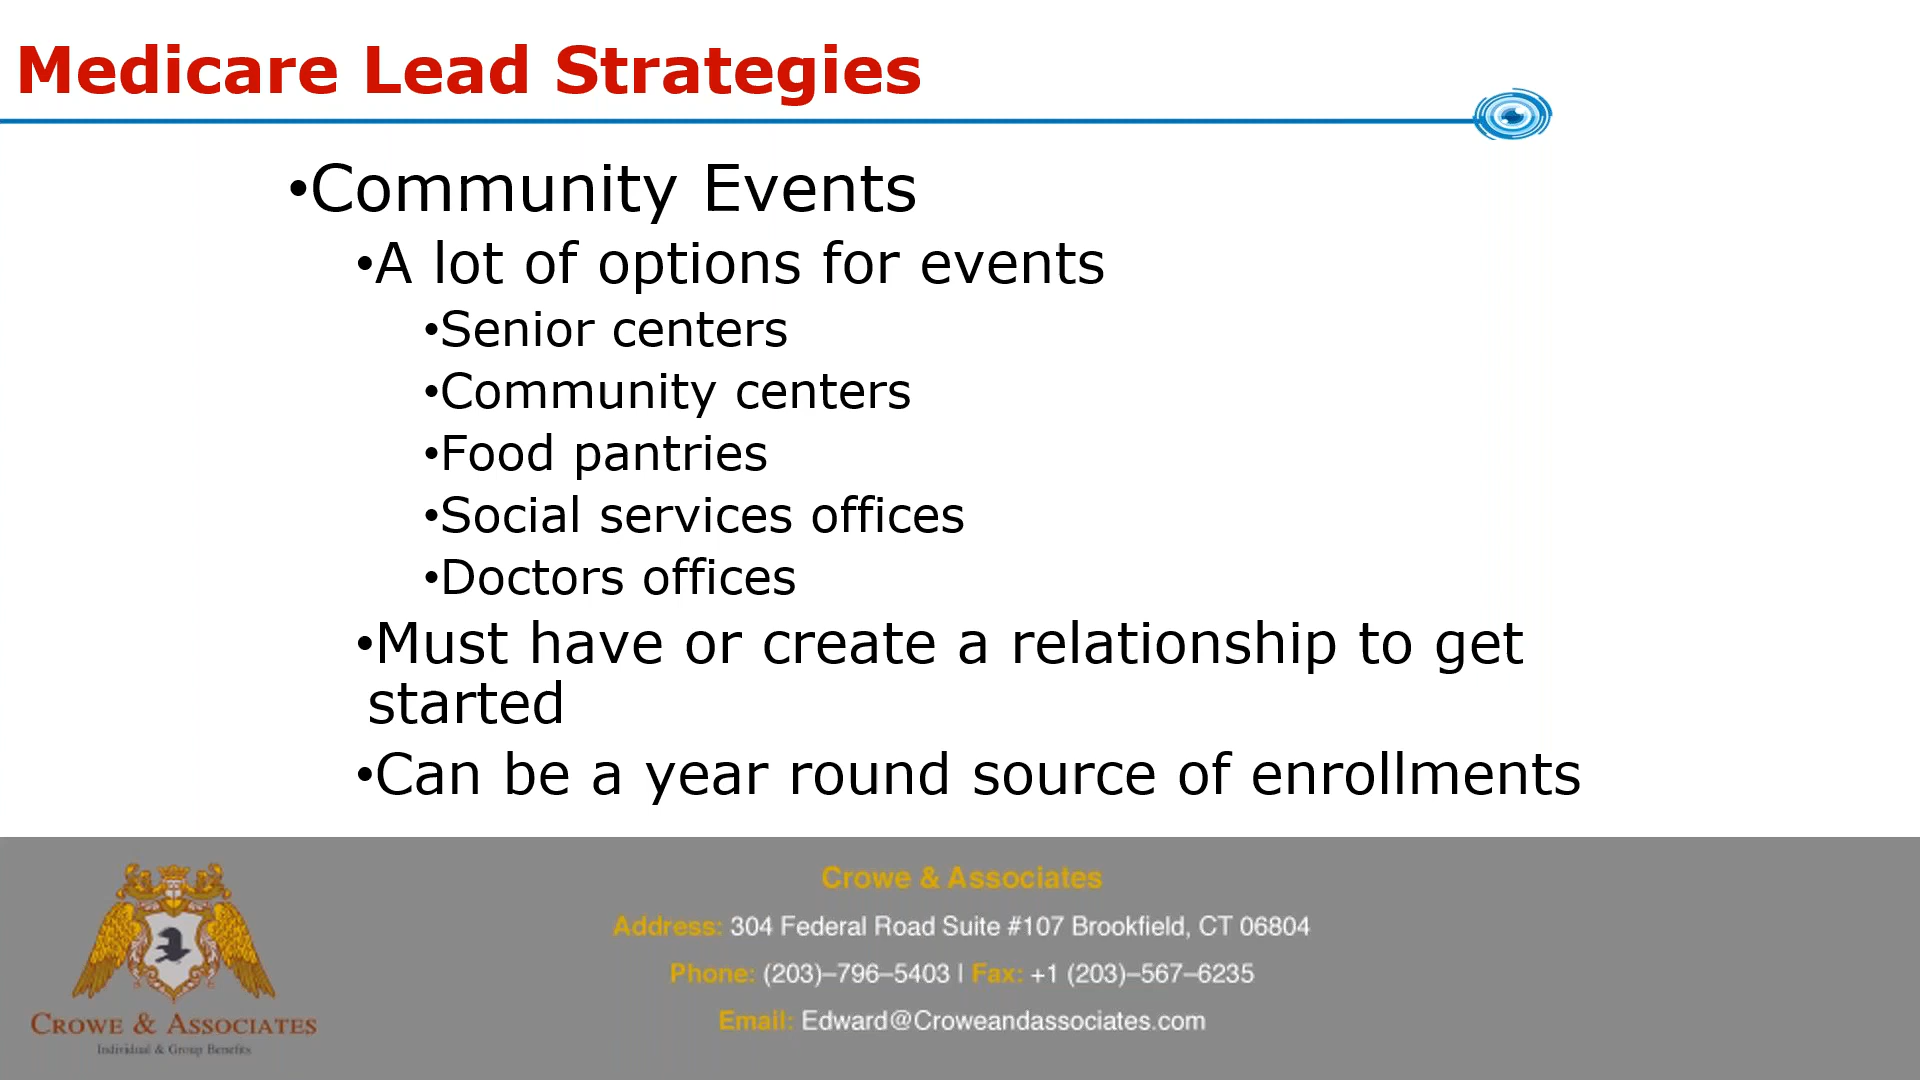 Medicare Lead Strategies
•Community Events
•A lot of options for events
•Senior centers
•Community centers
•Food pantries
•Social services offices
•Doctors offices
•Must have or create a relationship to get
started
•Can be a year round source of enrollments
Crowe & Associates
Address: 304 Federal Road Suite #107 Brookfield, CT 06804
Phone: (203)–796–5403 | Fax: +1 (203)–567–6235
Email: Edward@Croweandassociates.com
Crowe & Associates
Individual & Group Benefits